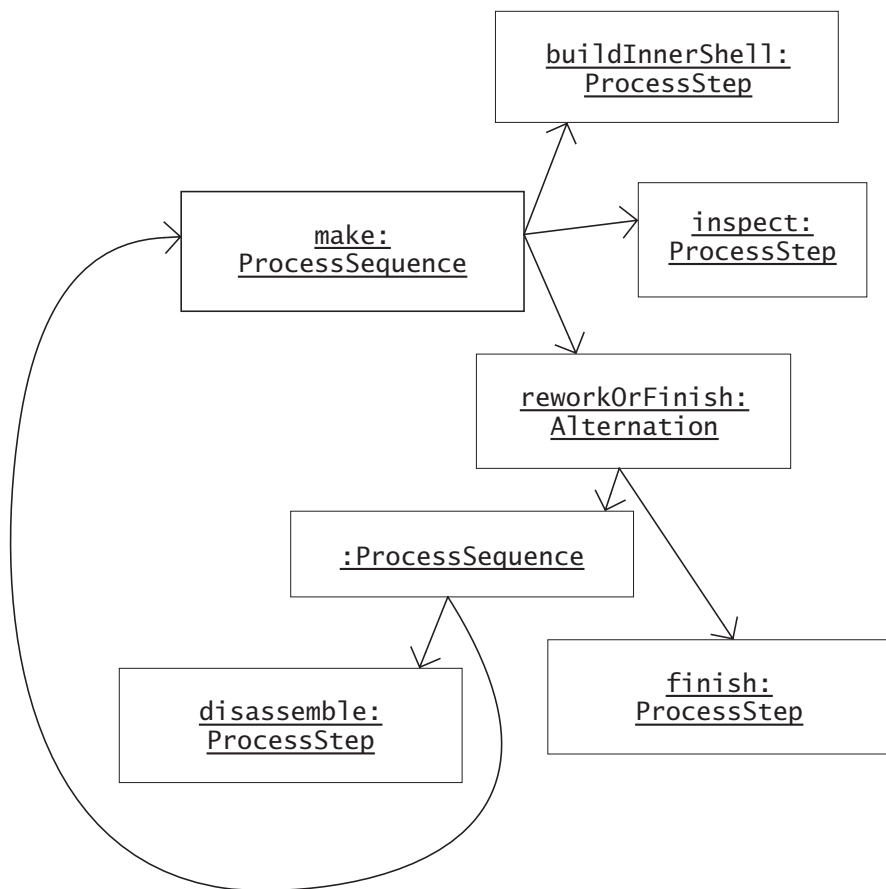 buildInnerShell:
ProcessStep
make:
ProcessSequence
inspect:
ProcessStep
reworkOrFinish:
Alternation
:ProcessSequence
disassemble:
ProcessStep
finish:
ProcessStep